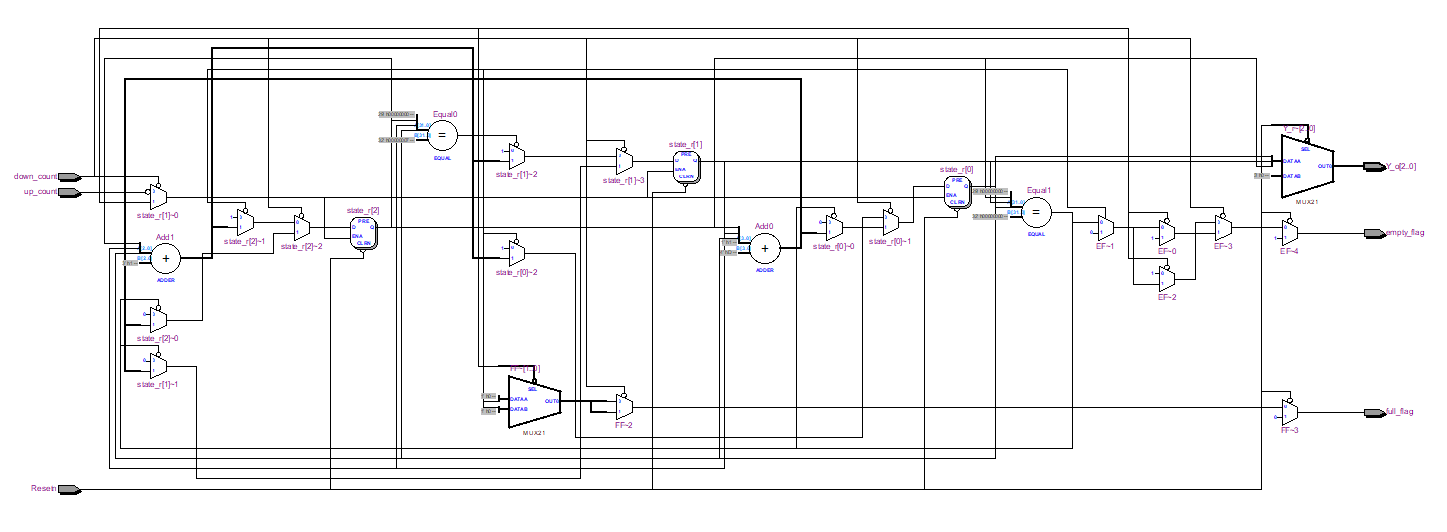 Equal0
=
EQUAL
state_r[1]~2
state_r[1]~3
state_r[1]
PRE
D Q
ENA
CLRN
Y_r~[2..0]
SEL
DATAA
DATAB
OUT0
MUX21
Y_o[2..0]
down_count
up_count
state_r[1]~0
state_r[2]~1
state_r[2]~2
state_r[2]
PRE
D Q
ENA
CLRN
state_r[0]
PRE
D Q
ENA
CLRN
Equal1
=
EQUAL
Add1
+
ADDER
state_r[0]~2
Add0
+
ADDER
state_r[0]~0
state_r[0]~1
EF~1
EF~0
EF~3
EF~4
empty_flag
EF~2
state_r[2]~0
state_r[1]~1
SEL
DATAA
DATAB
OUT0
MUX21
FF~2
FF~3
full_flag
Resetn